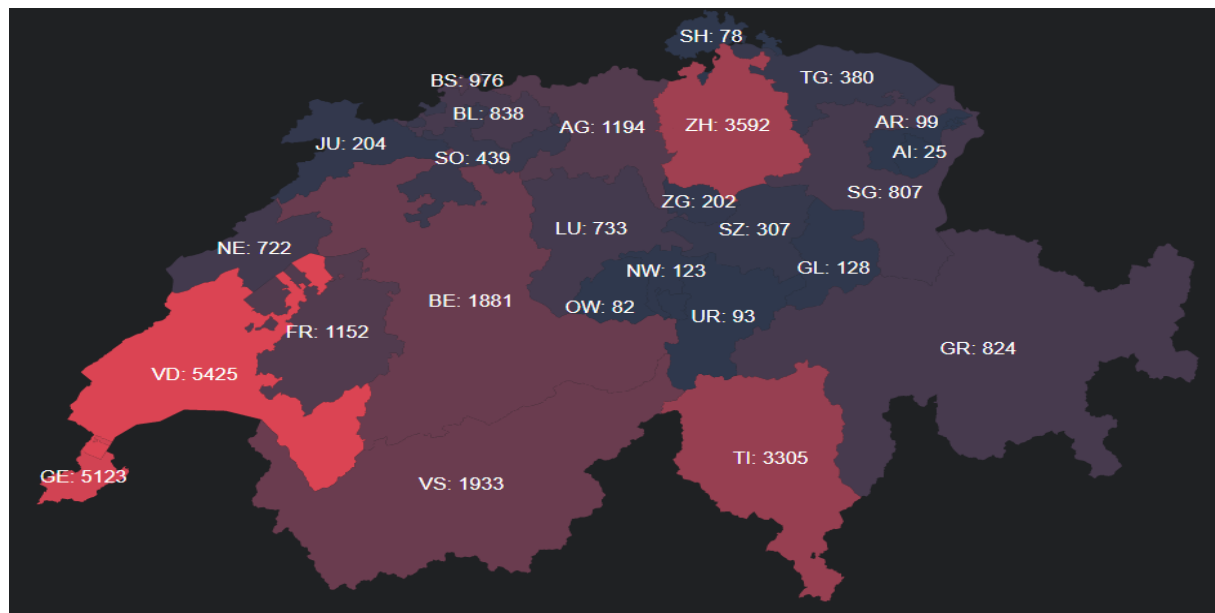 SH: 78
BS: 976
TG: 380
BL: 838
AG: 1194
ZH: 3592
AR: 99
JU: 204
SO: 439
AI: 25
ZG: 202
SG: 807
LU: 733
SZ: 307
NE: 722
NW: 123
GL: 128
BE: 1881
OW: 82
UR: 93
FR: 1152
GR: 824
VD: 5425
TI: 3305
GE: 5123
VS: 1933